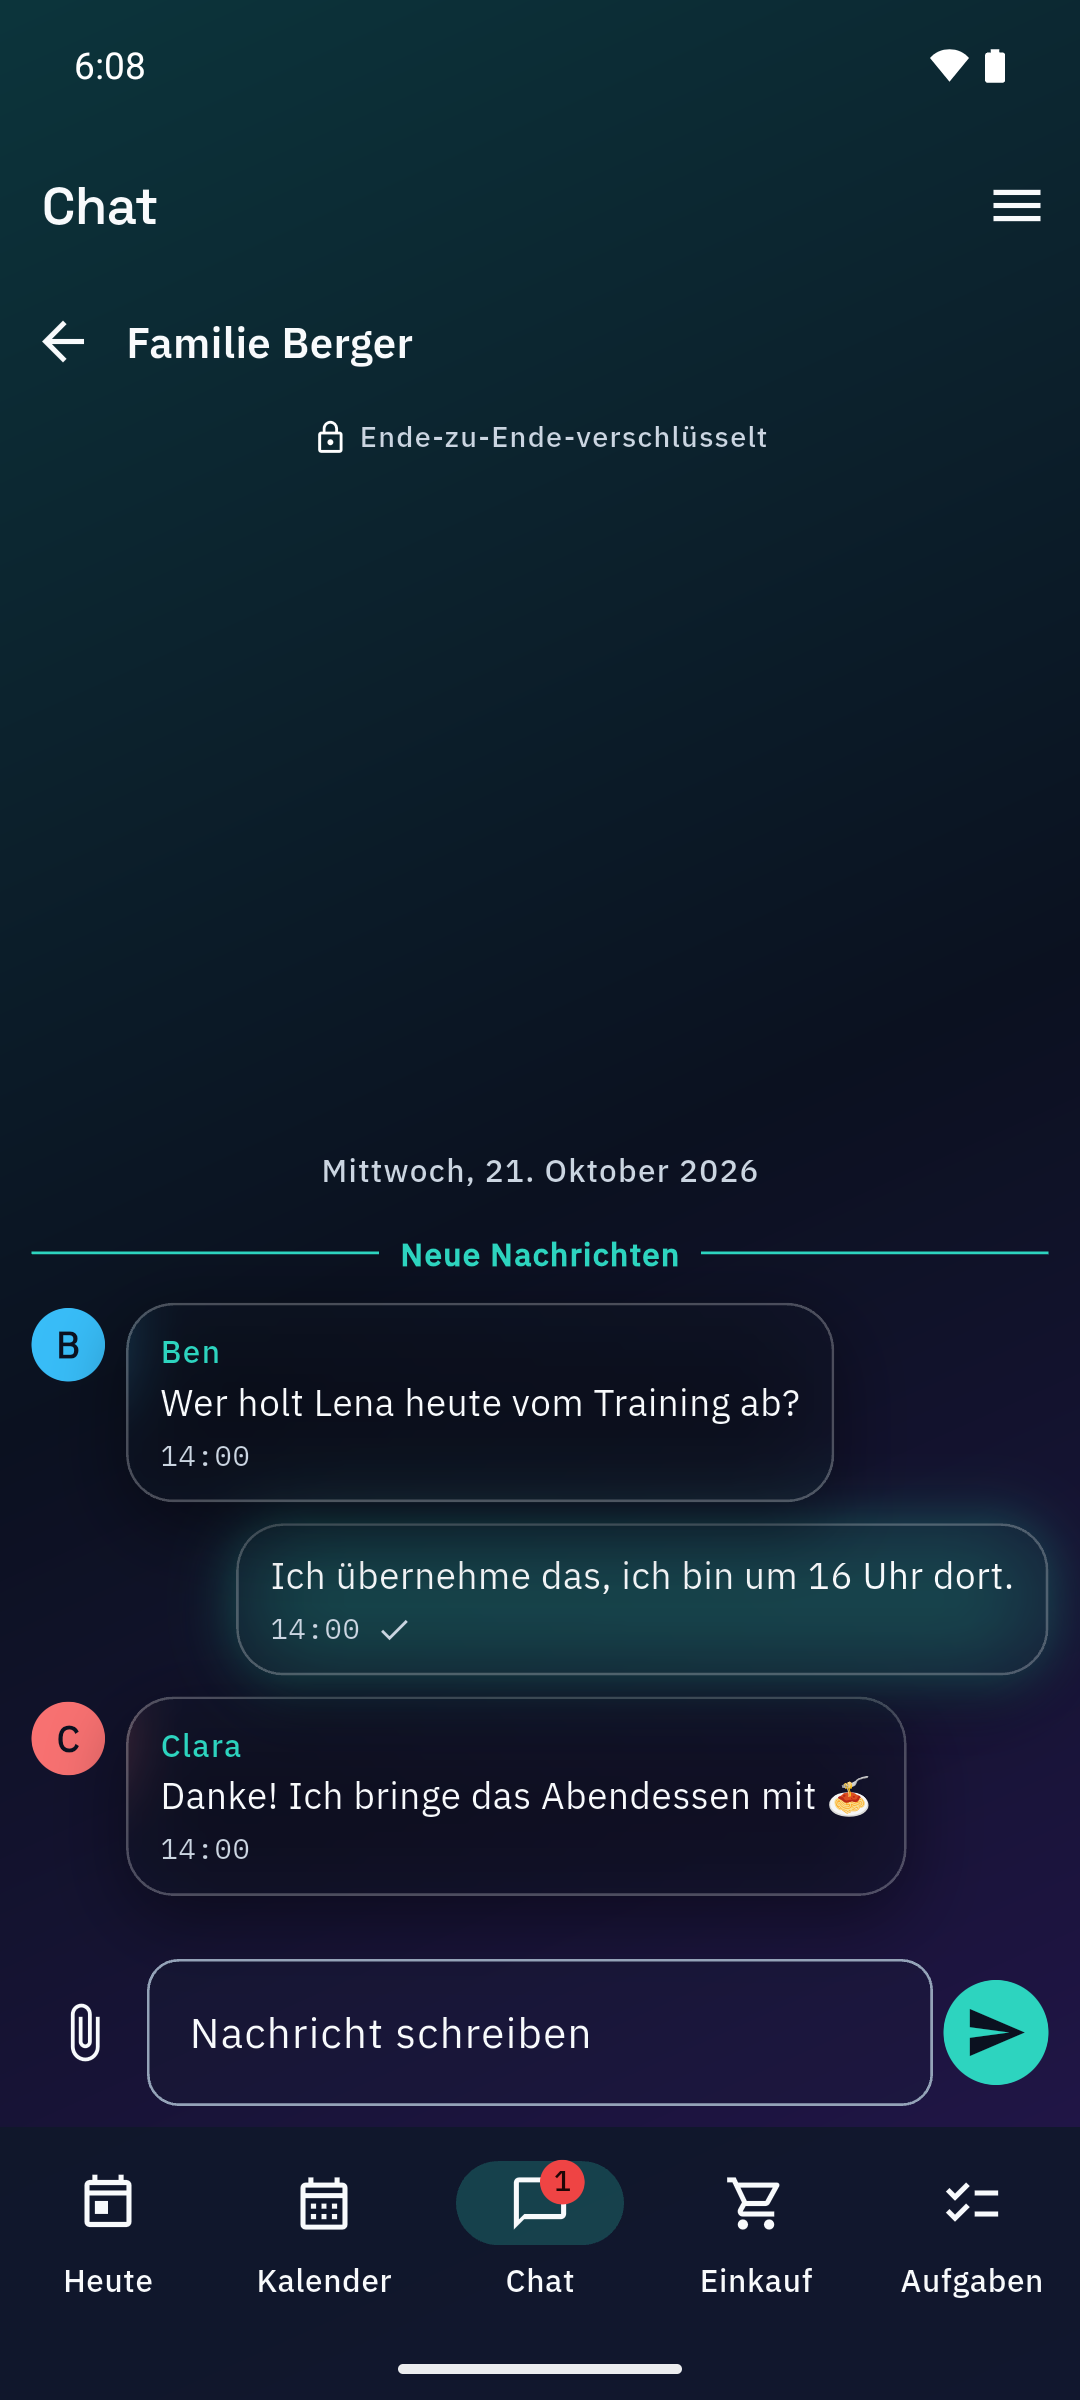 6:08
Chat
Familie Berger
Ende-zu-Ende-verschlüsselt
Mittwoch, 21. Oktober 2026
Neue Nachrichten
B
Ben
Wer holt Lena heute vom Training ab?
14:00
Ich übernehme das, ich bin um 16 Uhr dort.
14:00
C
Clara
Danke! Ich bringe das Abendessen mit 🍝
14:00
Nachricht schreiben
1
Heute
Kalender
Chat
Einkauf
Aufgaben